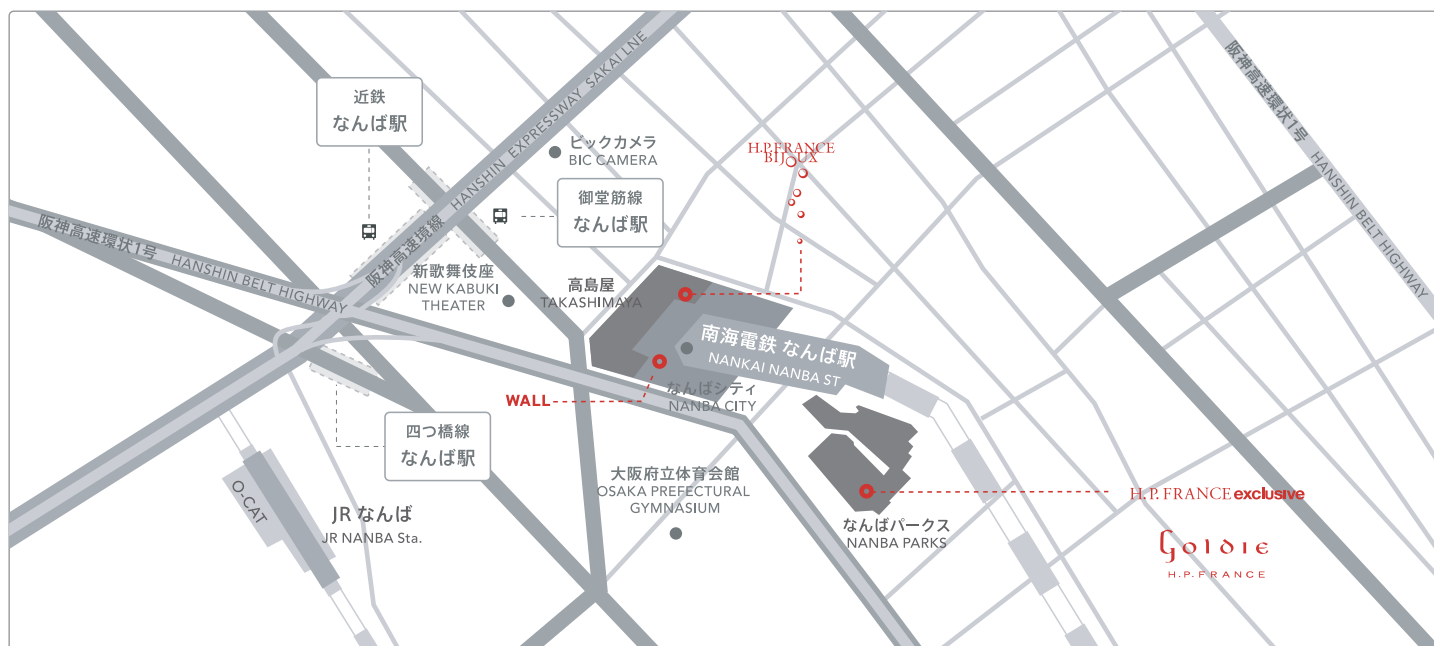 近鉄
なんば駅
ビックカメラ
BIC CAMERA
御堂筋線
なんば駅
阪神高速境線 HANSHIN EXPRESSWAY SAKAI LNE
阪神高速環状1号 HANSHIN BELT HIGHWAY
阪神高速環状1号 HANSHIN BELT HIGHWAY
H.P.FRANCE
BIJOUX
新歌舞伎座
NEW KABUKI
THEATER
高島屋
TAKASHIMAYA
南海電鉄 なんば駅
NANKAI NANBA ST
WALL
なんばシティ
NANBA CITY
四つ橋線
なんば駅
O-CAT
JR なんば
JR NANBA Sta.
大阪府立体育会館
OSAKA PREFECTURAL
GYMNASIUM
なんばパークス
NANBA PARKS
H.P. FRANCE exclusive
Goldie
H.P.FRANCE